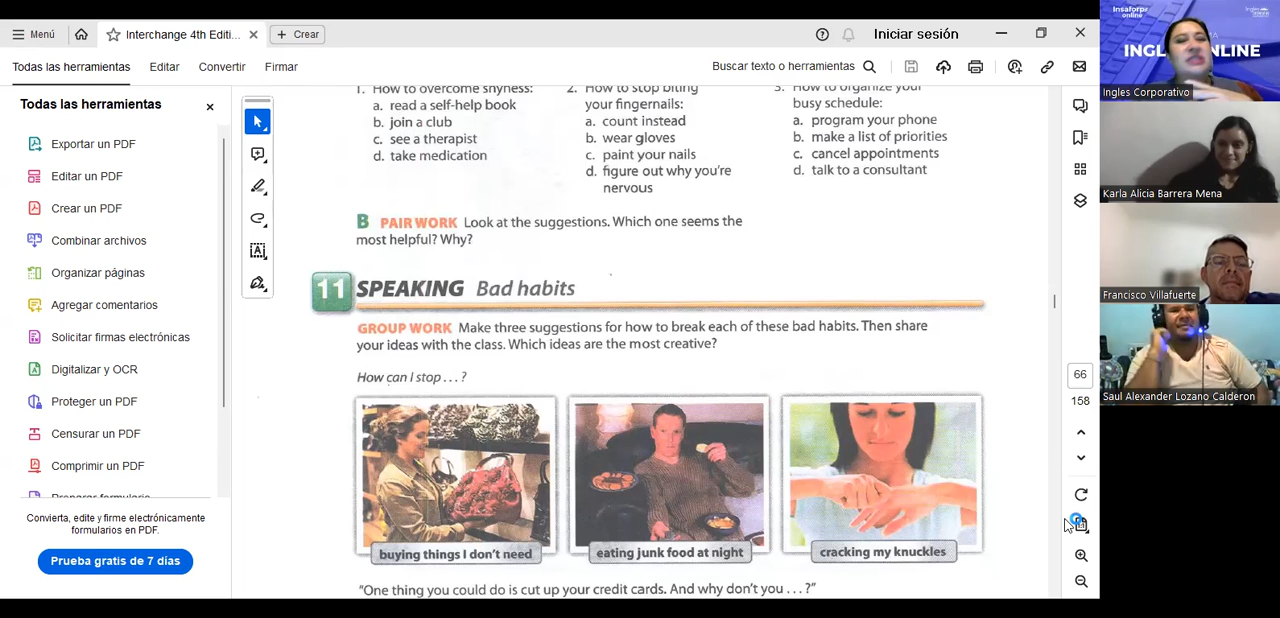 Menú
Interchange 4th Editi...
Crear
Iniciar sesión
Todas las herramientas
Editar
Convertir
Firmar
Buscar texto o herramientas
Todas las herramientas
Exportar un PDF
Editar un PDF
Crear un PDF
Combinar archivos
Organizar páginas
Agregar comentarios
Solicitar firmas electrónicas
Digitalizar y OCR
Proteger un PDF
Censurar un PDF
Comprimir un PDF
Preparar formulario
Convierta, edite y firme electrónicamente
formularios en PDF.
Prueba gratis de 7 días
1. How to overcome shyness:
a. read a self-help book
b. join a club
c. see a therapist
d. take medication
2. How to stop biting
your fingernails:
a. count instead
b. wear gloves
c. paint your nails
d. figure out why you're
nervous
3. How to organize your
busy schedule:
a. program your phone
b. make a list of priorities
c. cancel appointments
d. talk to a consultant
B PAIR WORK Look at the suggestions. Which one seems the
most helpful? Why?
11 SPEAKING Bad habits
GROUP WORK Make three suggestions for how to break each of these bad habits. Then share
your ideas with the class. Which ideas are the most creative?
How can I stop . . . ?
buying things I don't need
eating junk food at night
cracking my knuckles
"One thing you could do is cut up your credit cards. And why don't you . . . ?"
66
158
Insaforp
online
INGL
ONLINE
Ingles Corporativo
Karla Alicia Barrera Mena
Francisco Villafuerte
Saul Alexander Lozano Calderon